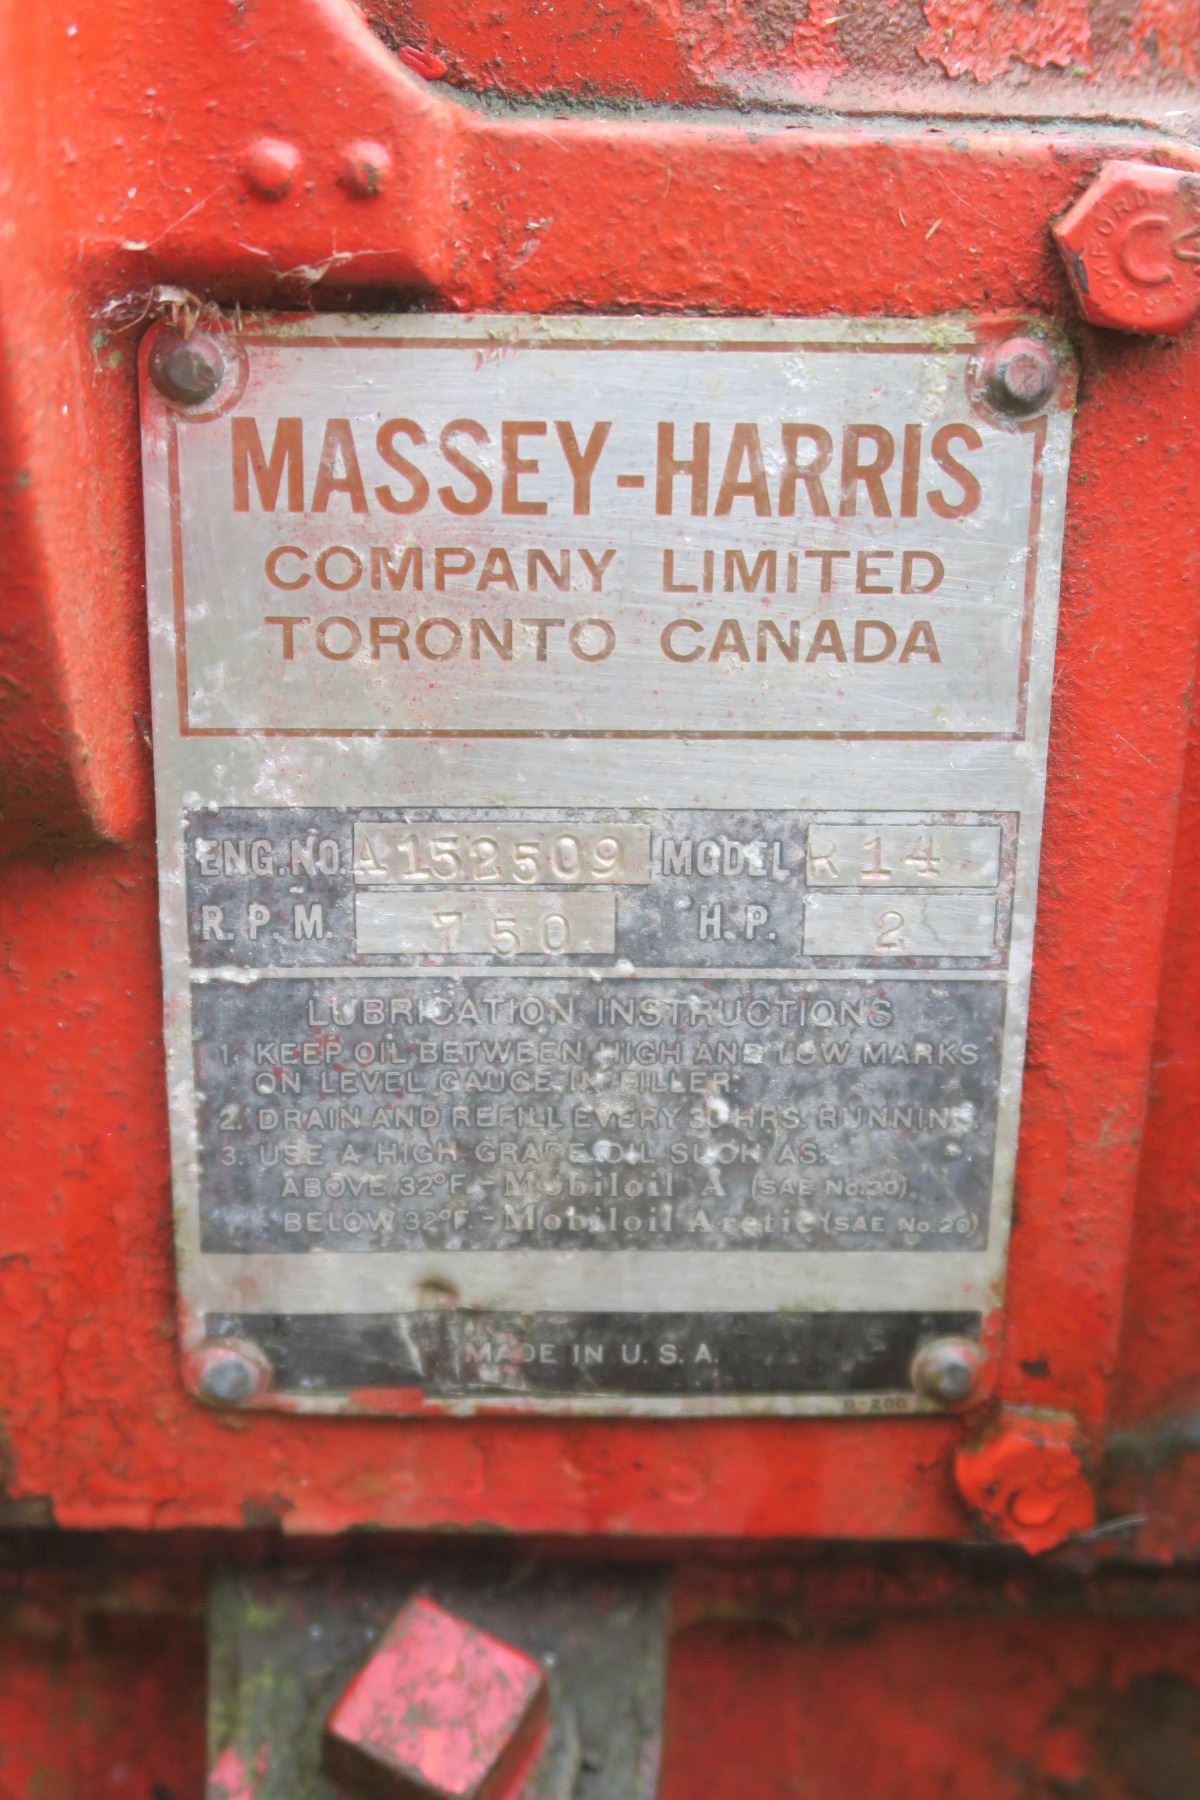 MASSEY-HARRIS
COMPANY LIMITED
TORONTO CANADA
ENG. NO. A152509 MODEL R14
R.P.M. 750 H.P. 2
LUBRICATION INSTRUCTIONS
1. KEEP OIL BETWEEN HIGH AND LOW MARKS
ON LEVEL GAUGE IN FILLER.
2. DRAIN AND REFILL EVERY 30 HRS. RUNNING.
3. USE A HIGH GRADE OIL SUCH AS:
ABOVE 32°F. - Mobiloil A (SAE No. 30)
BELOW 32°F. - Mobiloil Arctic (SAE No. 20)
MADE IN U.S.A.